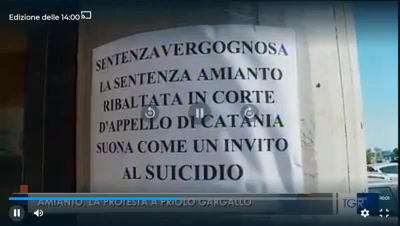 Edizione delle 14:00
SENTENZA VERGOGNOSA
LA SENTENZA AMIANTO
RIBALTATA IN CORTE
D'APPELLO DI CATANIA
SUONA COME UN INVITO
AL SUICIDIO
AMIANTO, LA PROTESTA A PRIOLO GARGALLO
TGR